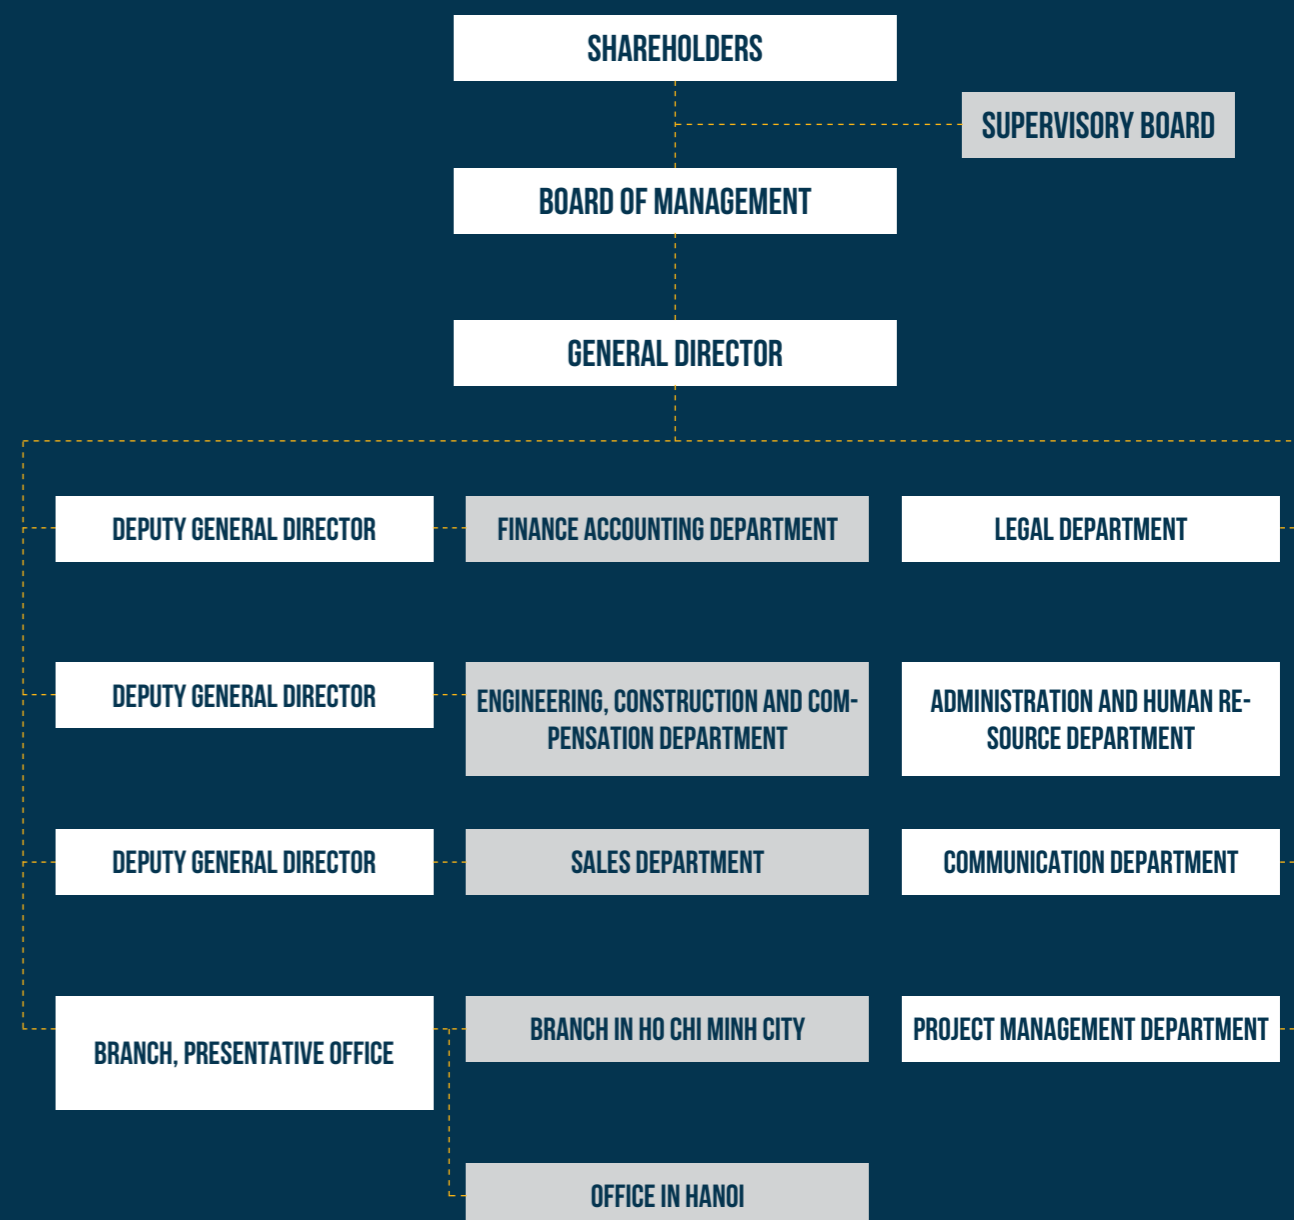 SHAREHOLDERS
SUPERVISORY BOARD
BOARD OF MANAGEMENT
GENERAL DIRECTOR
DEPUTY GENERAL DIRECTOR
FINANCE ACCOUNTING DEPARTMENT
LEGAL DEPARTMENT
DEPUTY GENERAL DIRECTOR
ENGINEERING, CONSTRUCTION AND COM-
PENSATION DEPARTMENT
ADMINISTRATION AND HUMAN RE-
SOURCE DEPARTMENT
DEPUTY GENERAL DIRECTOR
SALES DEPARTMENT
COMMUNICATION DEPARTMENT
BRANCH, PRESENTATIVE OFFICE
BRANCH IN HO CHI MINH CITY
PROJECT MANAGEMENT DEPARTMENT
OFFICE IN HANOI